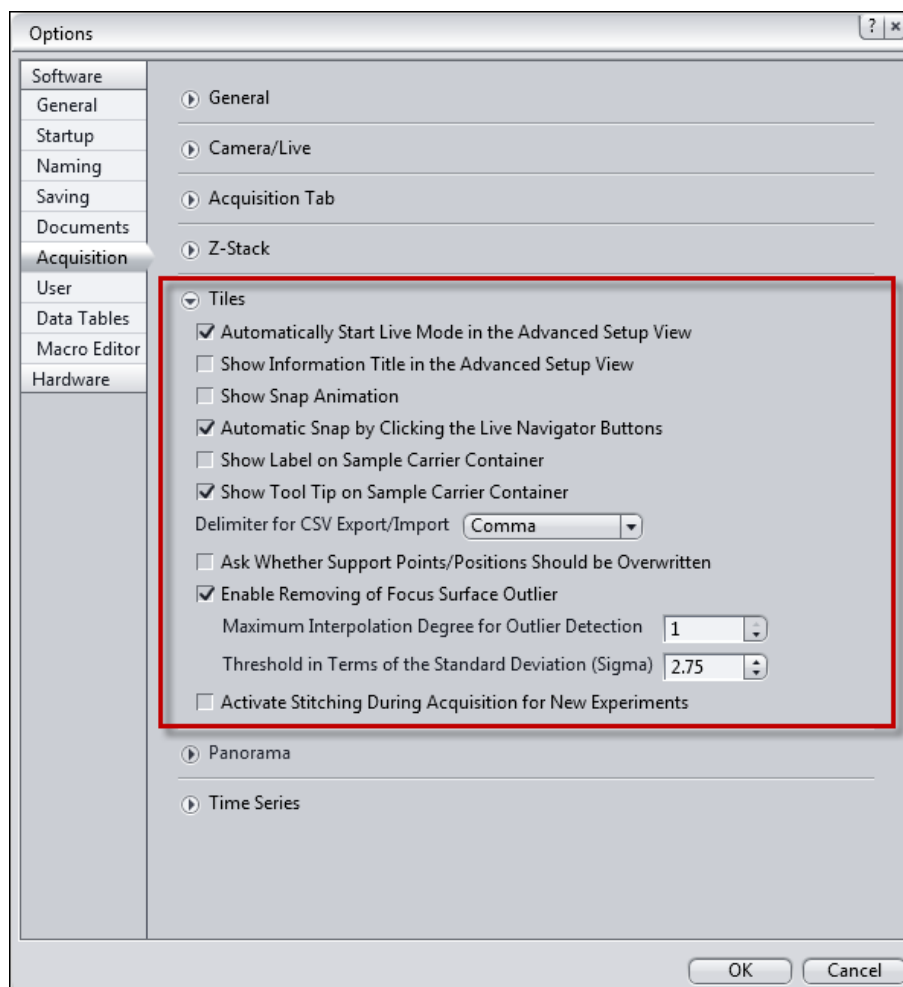 Options
? ×
Software
General
Startup
Naming
Saving
Documents
Acquisition
User
Data Tables
Macro Editor
Hardware
General
Camera/Live
Acquisition Tab
Z-Stack
Tiles
Automatically Start Live Mode in the Advanced Setup View
Show Information Title in the Advanced Setup View
Show Snap Animation
Automatic Snap by Clicking the Live Navigator Buttons
Show Label on Sample Carrier Container
Show Tool Tip on Sample Carrier Container
Delimiter for CSV Export/Import Comma
Ask Whether Support Points/Positions Should be Overwritten
Enable Removing of Focus Surface Outlier
Maximum Interpolation Degree for Outlier Detection 1
Threshold in Terms of the Standard Deviation (Sigma) 2.75
Activate Stitching During Acquisition for New Experiments
Panorama
Time Series
OK Cancel